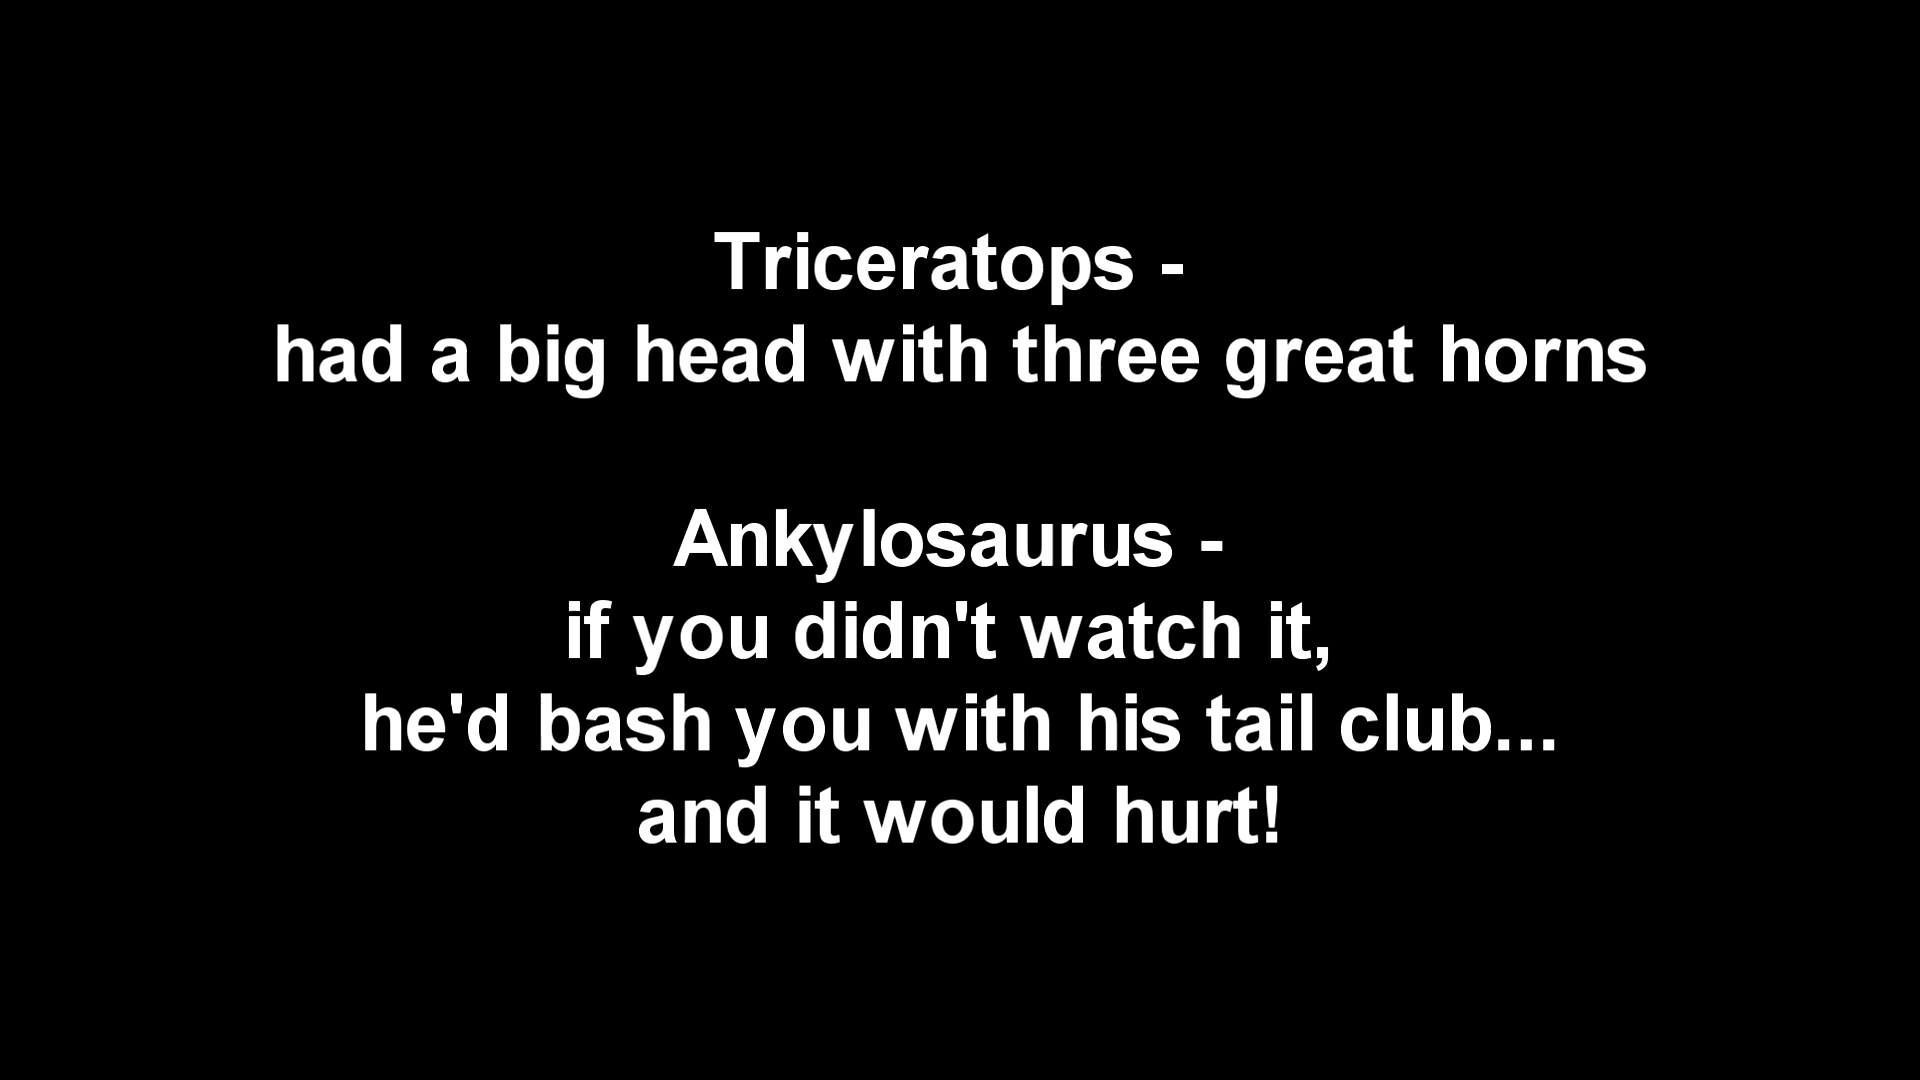 Triceratops -
had a big head with three great horns
Ankylosaurus -
if you didn't watch it,
he'd bash you with his tail club...
and it would hurt!